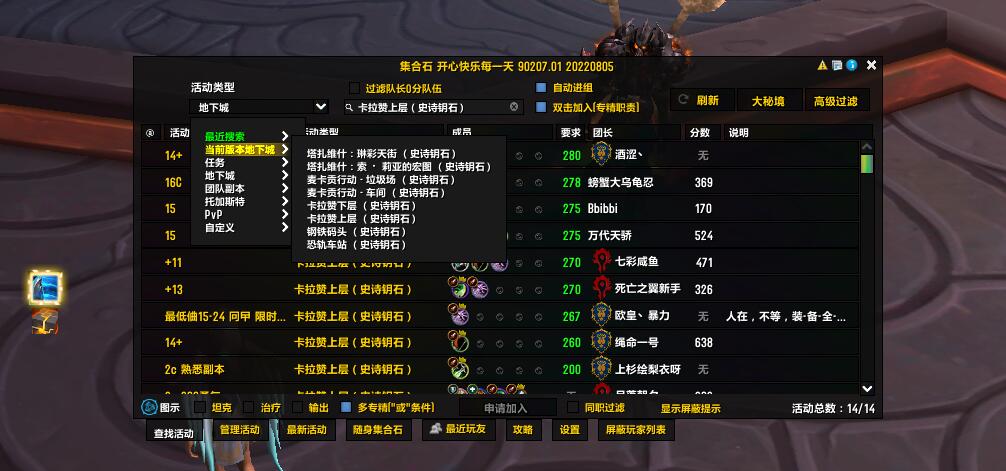 集合石 开心快乐每一天 90207.01 20220805
活动类型
过滤队长0分队伍
自动进组
地下城
卡拉赞上层（史诗钥石）
双击加入(专精职责)
刷新
大秘境
高级过滤
活动
活动类型
成员
要求
团长
分数
说明
最近搜索
当前版本地下城
任务
地下城
团队副本
托加斯特
PvP
自定义
塔扎维什：琳彩天街（史诗钥石）
塔扎维什：索·莉亚的宏图（史诗钥石）
麦卡贡行动 - 垃圾场（史诗钥石）
麦卡贡行动 - 车间（史诗钥石）
卡拉赞下层（史诗钥石）
卡拉赞上层（史诗钥石）
钢铁码头（史诗钥石）
恐轨车站（史诗钥石）
14+ 280 酒涩丶 无
16C 278 螃蟹大乌龟忍 369
15 275 Bbibbi 170
15 275 万代天骄 524
+11 卡拉赞上层（史诗钥石） 270 七彩咸鱼 471
+13 卡拉赞上层（史诗钥石） 270 死亡之翼新手 326
卡拉赞上层（史诗钥石） 267 欧皇、暴力 无 人在，不等，装-备-全-...
14+ 卡拉赞上层（史诗钥石） 260 绳命一号 638
2c 熟悉副本 卡拉赞上层（史诗钥石） 200 上杉绘梨衣呀 无
图示
坦克
治疗
输出
多专精("或"条件)
申请加入
同职过滤
显示屏蔽提示
活动总数：14/14
查找活动
管理活动
最新活动
随身集合石
最近玩友
攻略
设置
屏蔽玩家列表